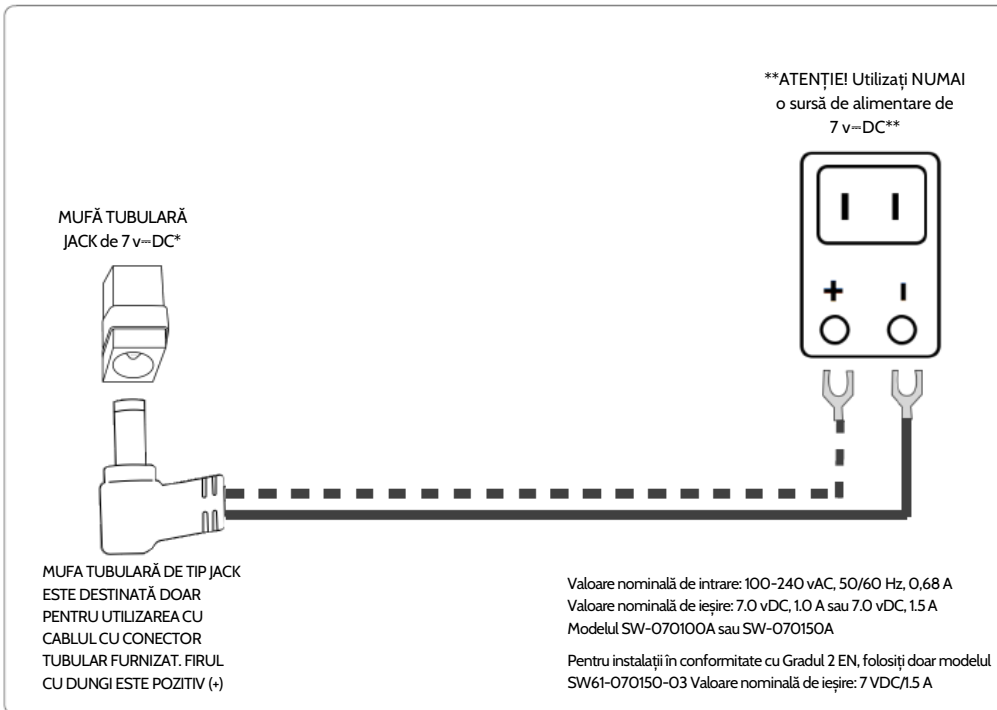 **ATENȚIE! Utilizați NUMAI
o sursă de alimentare de
7 v⎓DC**
MUFĂ TUBULARĂ
JACK de 7 v⎓DC*
+ -
MUFA TUBULARĂ DE TIP JACK
ESTE DESTINATĂ DOAR
PENTRU UTILIZAREA CU
CABLUL CU CONECTOR
TUBULAR FURNIZAT. FIRUL
CU DUNGI ESTE POZITIV (+)
Valoare nominală de intrare: 100-240 vAC, 50/60 Hz, 0,68 A
Valoare nominală de ieșire: 7.0 vDC, 1.0 A sau 7.0 vDC, 1.5 A
Modelul SW-070100A sau SW-070150A
Pentru instalații în conformitate cu Gradul 2 EN, folosiți doar modelul
SW61-070150-03 Valoare nominală de ieșire: 7 VDC/1.5 A